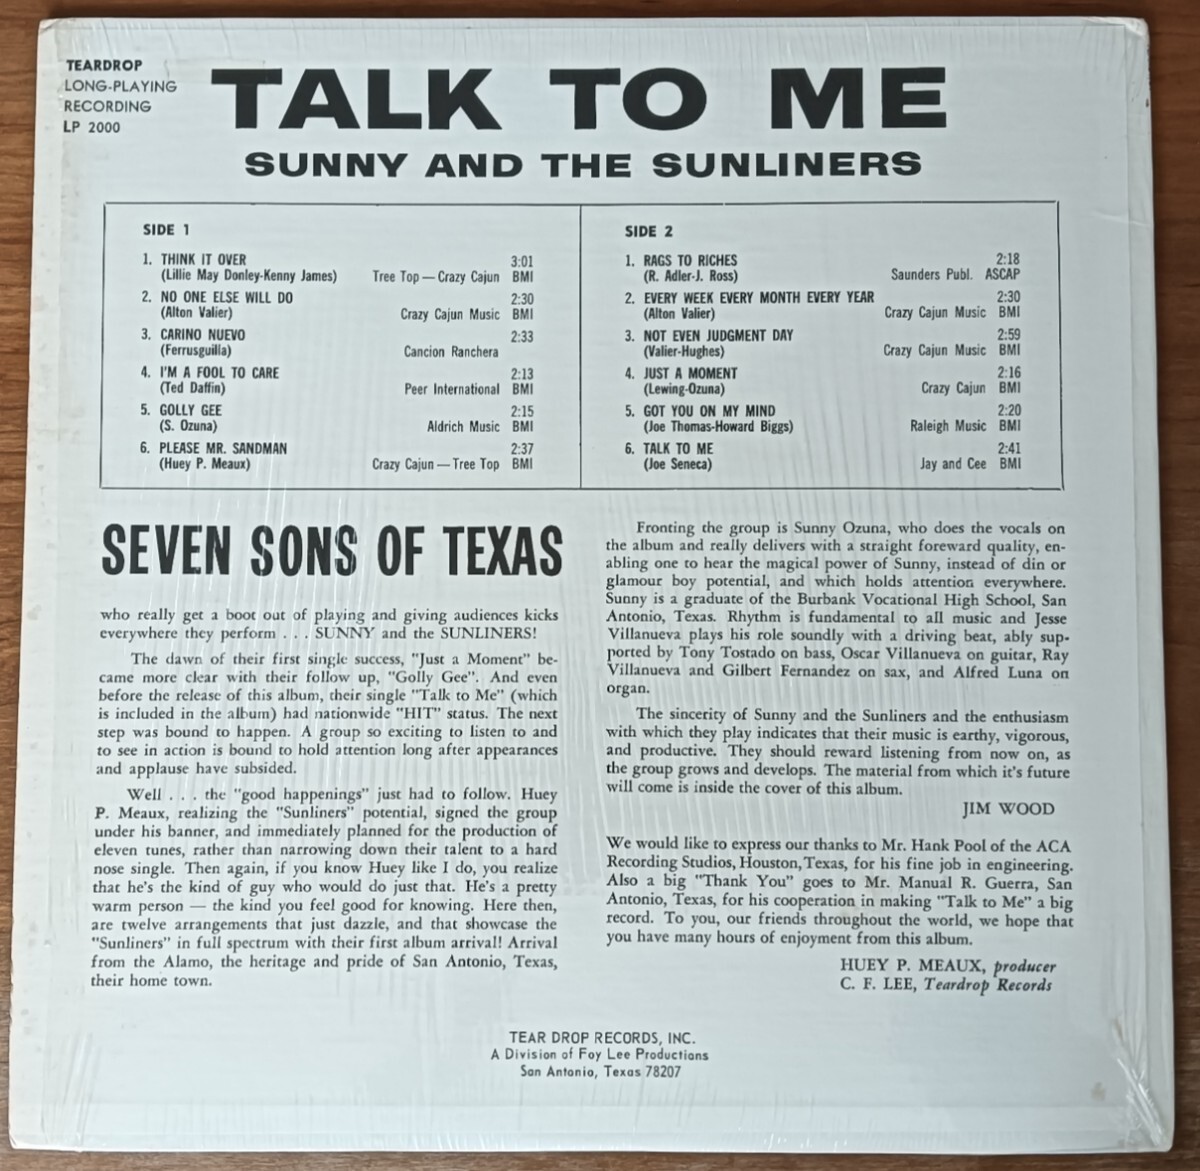 TEARDROP
LONG-PLAYING
RECORDING
LP 2000
TALK TO ME
SUNNY AND THE SUNLINERS
SIDE 1
1. THINK IT OVER 3:01
(Lillie May Donley-Kenny James) Tree Top — Crazy Cajun BMI
2. NO ONE ELSE WILL DO 2:30
(Alton Valier) Crazy Cajun Music BMI
3. CARINO NUEVO 2:33
(Ferrusguilla) Cancion Ranchera
4. I'M A FOOL TO CARE 2:13
(Ted Daffin) Peer International BMI
5. GOLLY GEE 2:15
(S. Ozuna) Aldrich Music BMI
6. PLEASE MR. SANDMAN 2:37
(Huey P. Meaux) Crazy Cajun — Tree Top BMI
SIDE 2
1. RAGS TO RICHES 2:18
(R. Adler-J. Ross) Saunders Publ. ASCAP
2. EVERY WEEK EVERY MONTH EVERY YEAR 2:30
(Alton Valier) Crazy Cajun Music BMI
3. NOT EVEN JUDGMENT DAY 2:59
(Valier-Hughes) Crazy Cajun Music BMI
4. JUST A MOMENT 2:16
(Lewing-Ozuna) Crazy Cajun BMI
5. GOT YOU ON MY MIND 2:20
(Joe Thomas-Howard Biggs) Raleigh Music BMI
6. TALK TO ME 2:41
(Joe Seneca) Jay and Cee BMI
SEVEN SONS OF TEXAS
who really get a boot out of playing and giving audiences kicks
everywhere they perform . . . SUNNY and the SUNLINERS!
The dawn of their first single success, "Just a Moment" be-
came more clear with their follow up, "Golly Gee". And even
before the release of this album, their single "Talk to Me" (which
is included in the album) had nationwide "HIT" status. The next
step was bound to happen. A group so exciting to listen to and
to see in action is bound to hold attention long after appearances
and applause have subsided.
Well . . . the "good happenings" just had to follow. Huey
P. Meaux, realizing the "Sunliners" potential, signed the group
under his banner, and immediately planned for the production of
eleven tunes, rather than narrowing down their talent to a hard
nose single. Then again, if you know Huey like I do, you realize
that he's the kind of guy who would do just that. He's a pretty
warm person — the kind you feel good for knowing. Here then,
are twelve arrangements that just dazzle, and that showcase the
"Sunliners" in full spectrum with their first album arrival! Arrival
from the Alamo, the heritage and pride of San Antonio, Texas,
their home town.
Fronting the group is Sunny Ozuna, who does the vocals on
the album and really delivers with a straight foreward quality, en-
abling one to hear the magical power of Sunny, instead of din or
glamour boy potential, and which holds attention everywhere.
Sunny is a graduate of the Burbank Vocational High School, San
Antonio, Texas. Rhythm is fundamental to all music and Jesse
Villanueva plays his role soundly with a driving beat, ably sup-
ported by Tony Tostado on bass, Oscar Villanueva on guitar, Ray
Villanueva and Gilbert Fernandez on sax, and Alfred Luna on
organ.
The sincerity of Sunny and the Sunliners and the enthusiasm
with which they play indicates that their music is earthy, vigorous,
and productive. They should reward listening from now on, as
the group grows and develops. The material from which it's future
will come is inside the cover of this album.
JIM WOOD
We would like to express our thanks to Mr. Hank Pool of the ACA
Recording Studios, Houston, Texas, for his fine job in engineering.
Also a big "Thank You" goes to Mr. Manual R. Guerra, San
Antonio, Texas, for his cooperation in making "Talk to Me" a big
record. To you, our friends throughout the world, we hope that
you have many hours of enjoyment from this album.
HUEY P. MEAUX, producer
C. F. LEE, Teardrop Records
TEAR DROP RECORDS, INC.
A Division of Foy Lee Productions
San Antonio, Texas 78207